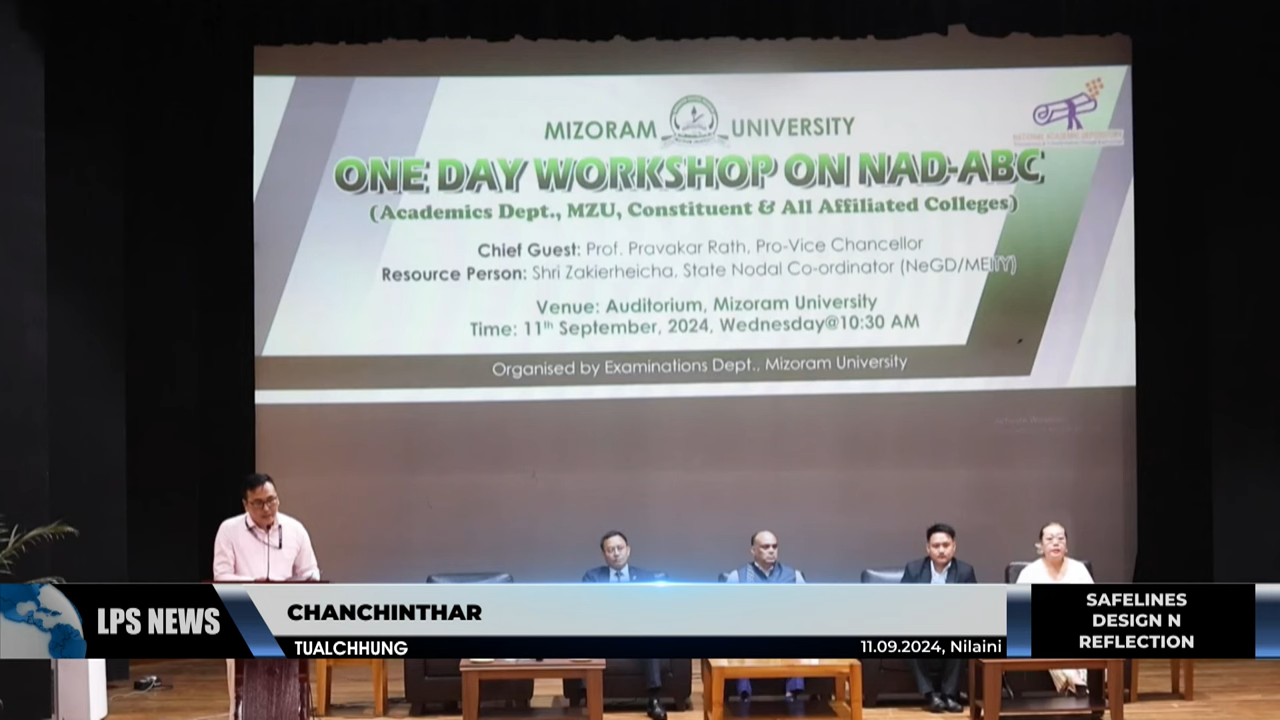 MIZORAM UNIVERSITY
ONE DAY WORKSHOP ON NAD-ABC
(Academics Dept., MZU, Constituent & All Affiliated Colleges)
Chief Guest: Prof. Pravakar Rath, Pro-Vice Chancellor
Resource Person: Shri Zakierheicha, State Nodal Co-ordinator (NeGD/MEITY)
Venue: Auditorium, Mizoram University
Time: 11th September, 2024, Wednesday@10:30 AM
Organised by Examinations Dept., Mizoram University
NATIONAL ACADEMIC DEPOSITORY
LPS NEWS
CHANCHINTHAR
TUALCHHUNG
11.09.2024, Nilaini
SAFELINES
DESIGN N
REFLECTION